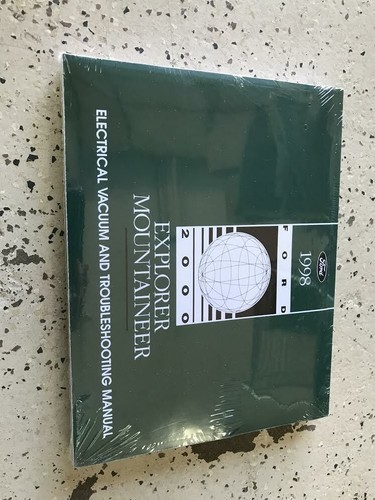 Ford
1998
FORD
2000
EXPLORER
MOUNTAINEER
ELECTRICAL VACUUM AND TROUBLESHOOTING MANUAL